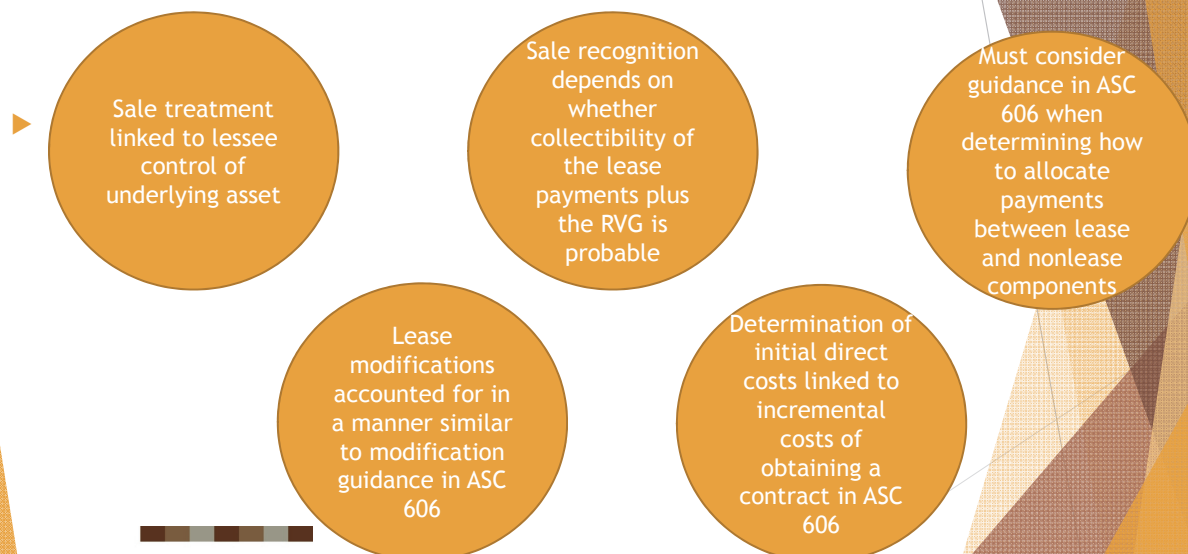 Sale treatment
linked to lessee
control of
underlying asset
Sale recognition
depends on
whether
collectibility of
the lease
payments plus
the RVG is
probable
Must consider
guidance in ASC
606 when
determining how
to allocate
payments
between lease
and nonlease
components
Lease
modifications
accounted for in
a manner similar
to modification
guidance in ASC
606
Determination of
initial direct
costs linked to
incremental
costs of
obtaining a
contract in ASC
606